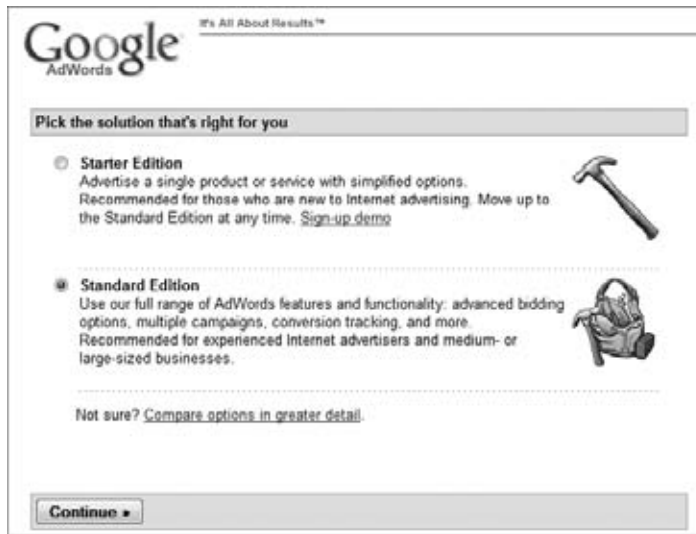 It's All About Results™
Google
AdWords
Pick the solution that's right for you
Starter Edition
Advertise a single product or service with simplified options.
Recommended for those who are new to Internet advertising. Move up to
the Standard Edition at any time. Sign-up demo
Standard Edition
Use our full range of AdWords features and functionality: advanced bidding
options, multiple campaigns, conversion tracking, and more.
Recommended for experienced Internet advertisers and medium- or
large-sized businesses.
Not sure? Compare options in greater detail.
Continue »